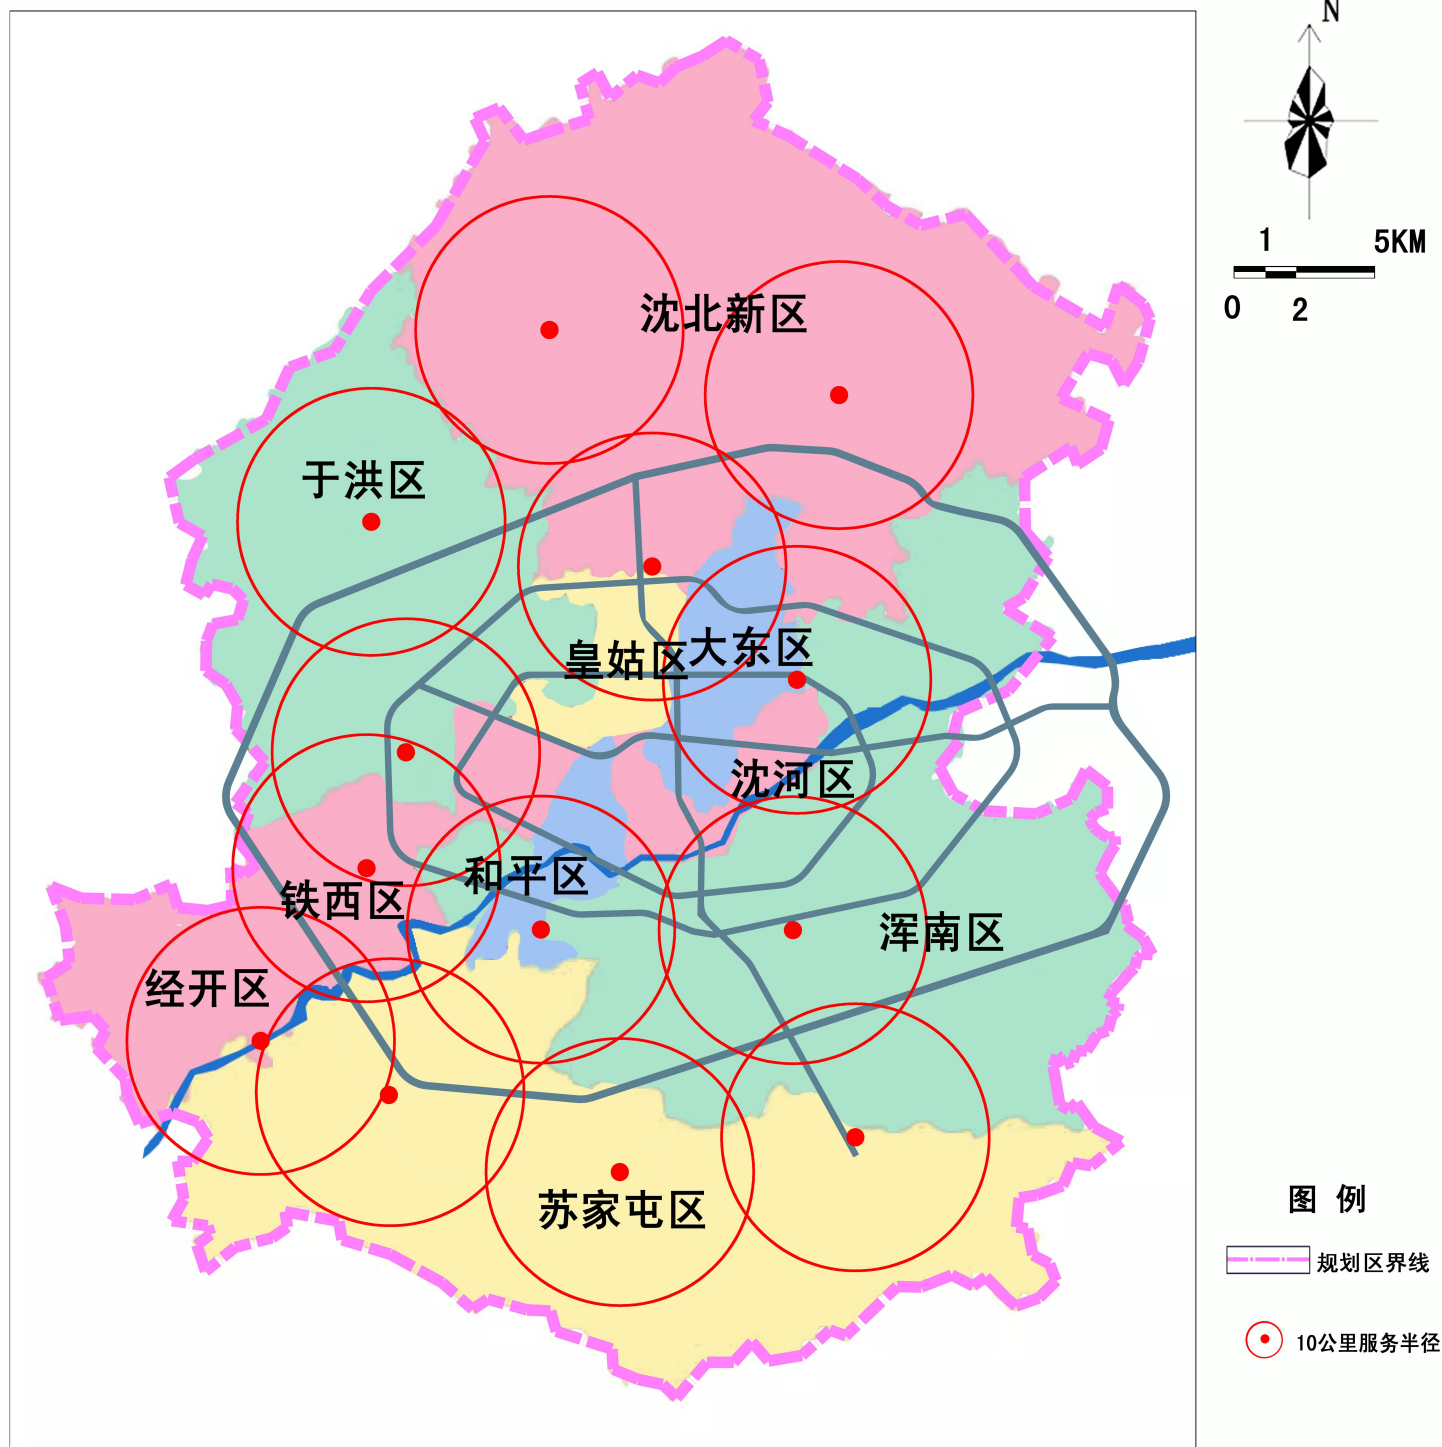 N
1 5KM
0 2
沈北新区
于洪区
皇姑区
大东区
沈河区
和平区
铁西区
浑南区
经开区
苏家屯区
图 例
规划区界线
10公里服务半径